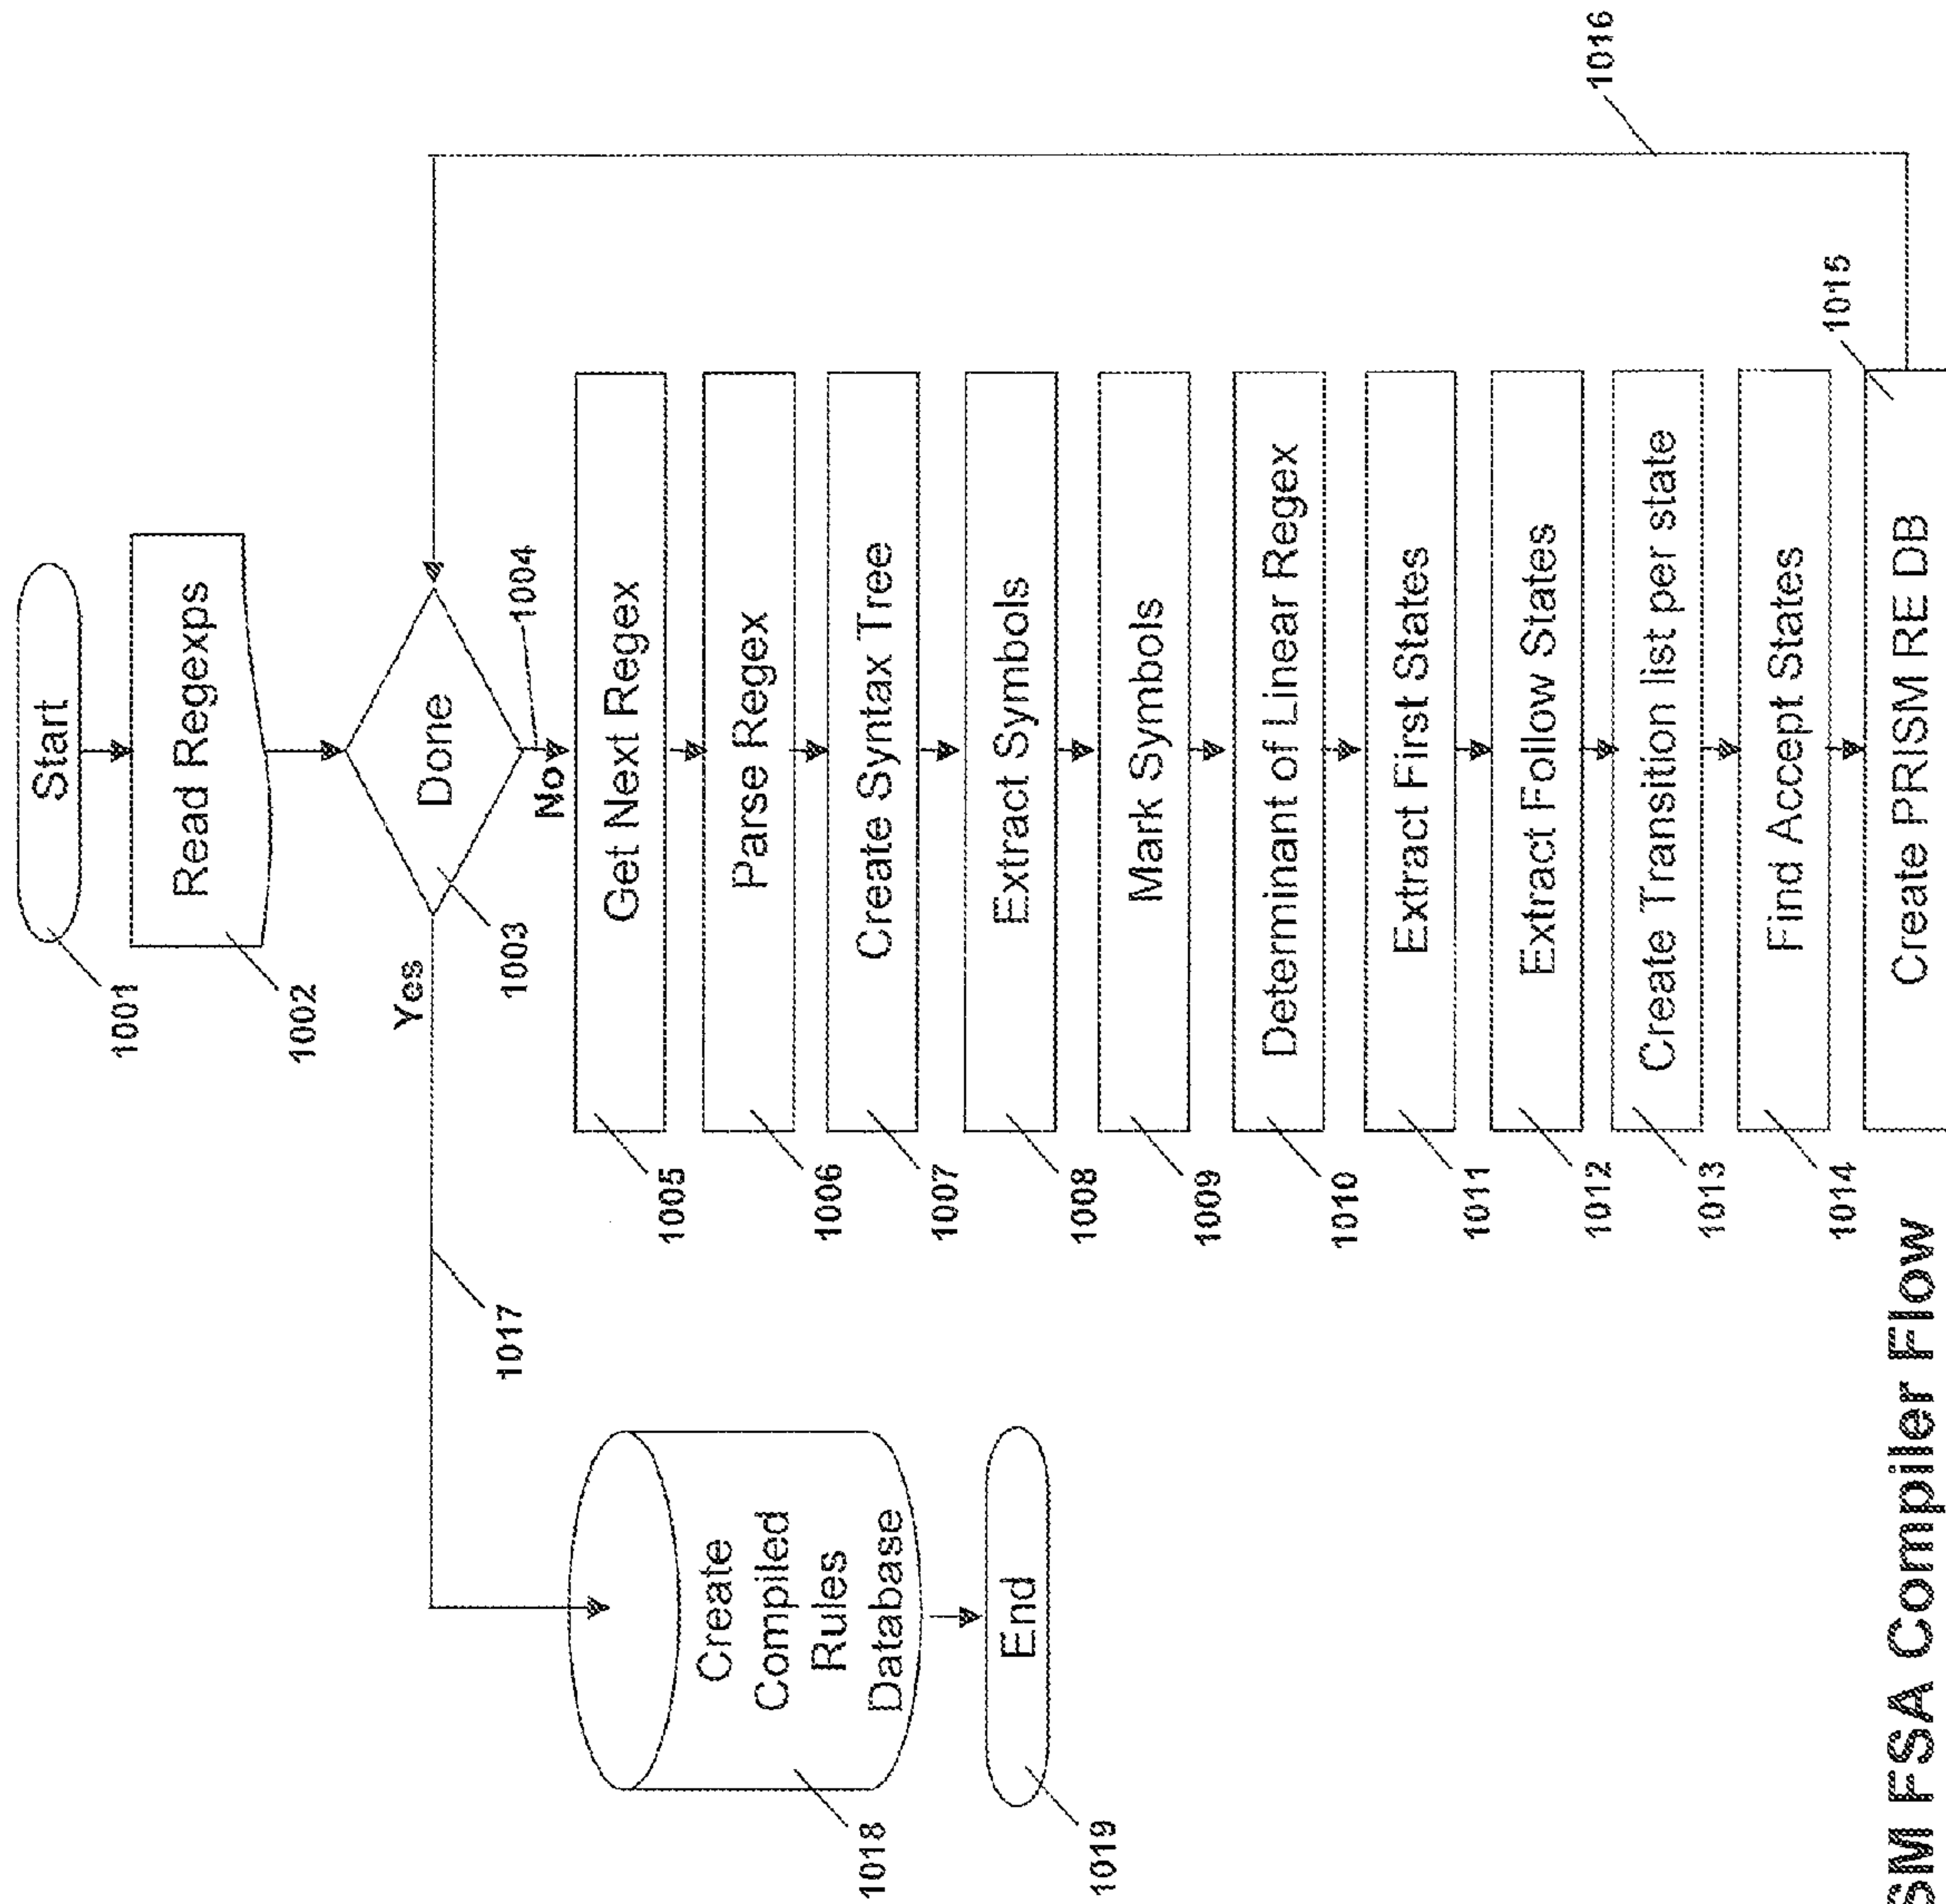 Start
1001
Read Regexps
1002
Done
1003
Yes
No
1004
Get Next Regex
1005
Parse Regex
1006
Create Syntax Tree
1007
Extract Symbols
1008
Mark Symbols
1009
Determinant of Linear Regex
1010
Extract First States
1011
Extract Follow States
1012
Create Transition list per state
1013
Find Accept States
1014
Create PRISM RE DB
1015
1016
1017
Create
Compiled
Rules
Database
1018
End
1019
SM FSA Compiler Flow